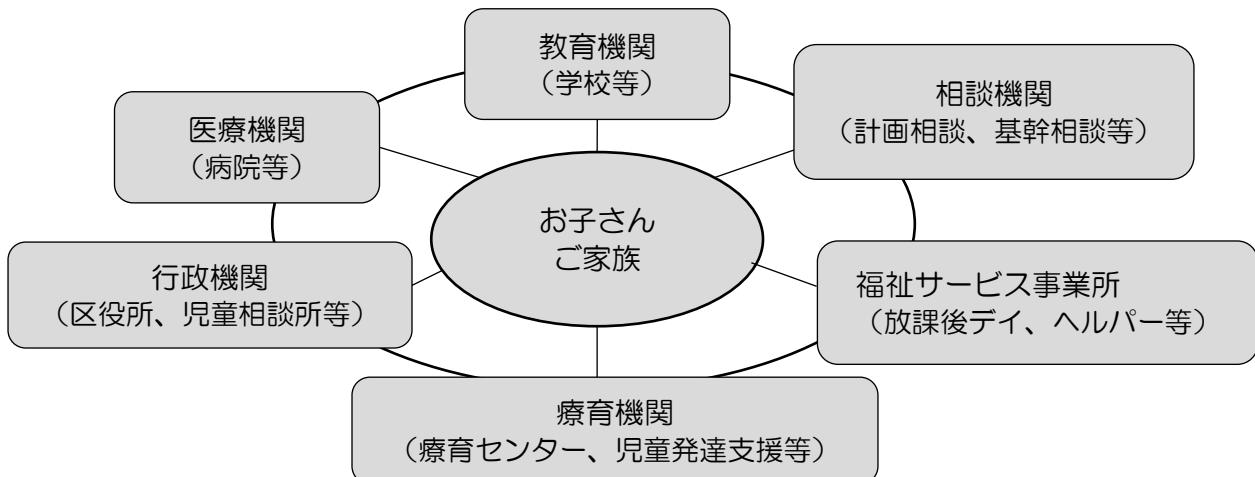 教育機関
（学校等）
相談機関
（計画相談、基幹相談等）
医療機関
（病院等）
お子さん
ご家族
行政機関
（区役所、児童相談所等）
福祉サービス事業所
（放課後デイ、ヘルパー等）
療育機関
（療育センター、児童発達支援等）